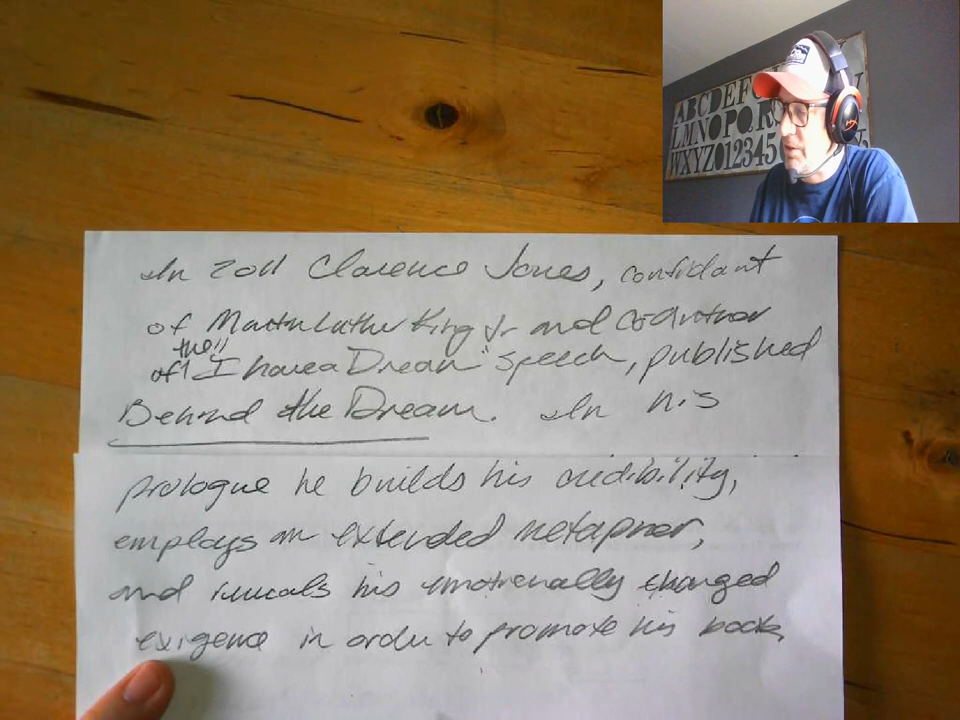 ABCDEF
LMNOPQR
WXYZ012345
In 2011 Clarence Jones, confidant
of Martin Luther King Jr and coauthor
the
of "I have a Dream" speech, published
Behind the Dream. In his
prologue he builds his credibility,
employs an extended metaphor,
and reveals his emotionally charged
exigence in order to promote his book.